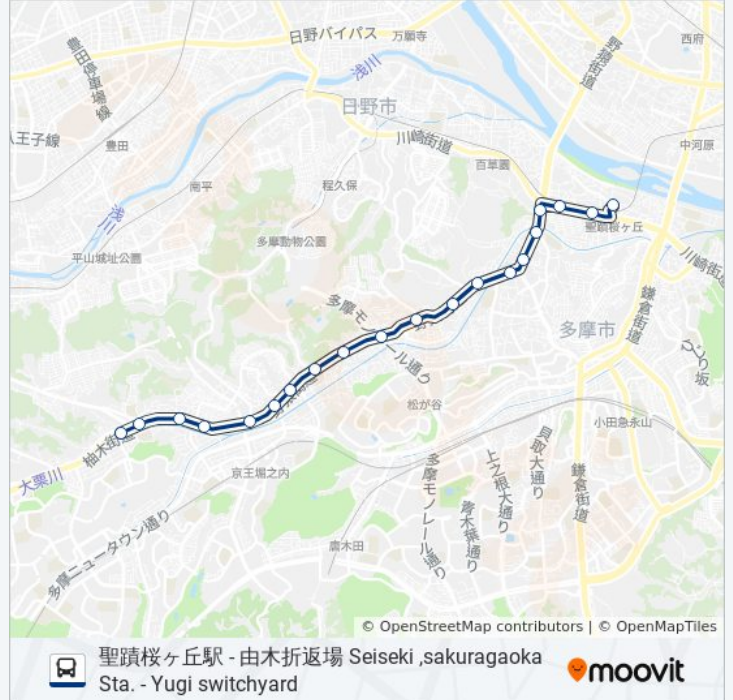 日野バイパス
万願寺
西府
豊田停車場線
浅川
野猿街道
日野市
八王子線
豊田
川崎街道
中河原
百草園
南平
程久保
浅川
聖蹟桜ヶ丘
多摩動物公園
平山城址公園
川崎街道
鎌倉街道
多摩モノレール通り
多摩市
松が谷
小田急永山
柚木街道
大栗川
京王堀之内
貝取大通り
上之根大通り
多摩モノレール通り
青木葉通り
鎌倉街道
多摩ニュータウン通り
唐木田
© OpenStreetMap contributors | © OpenMapTiles
聖蹟桜ヶ丘駅 - 由木折返場 Seiseki ,sakuragaoka
Sta. - Yugi switchyard
moovit